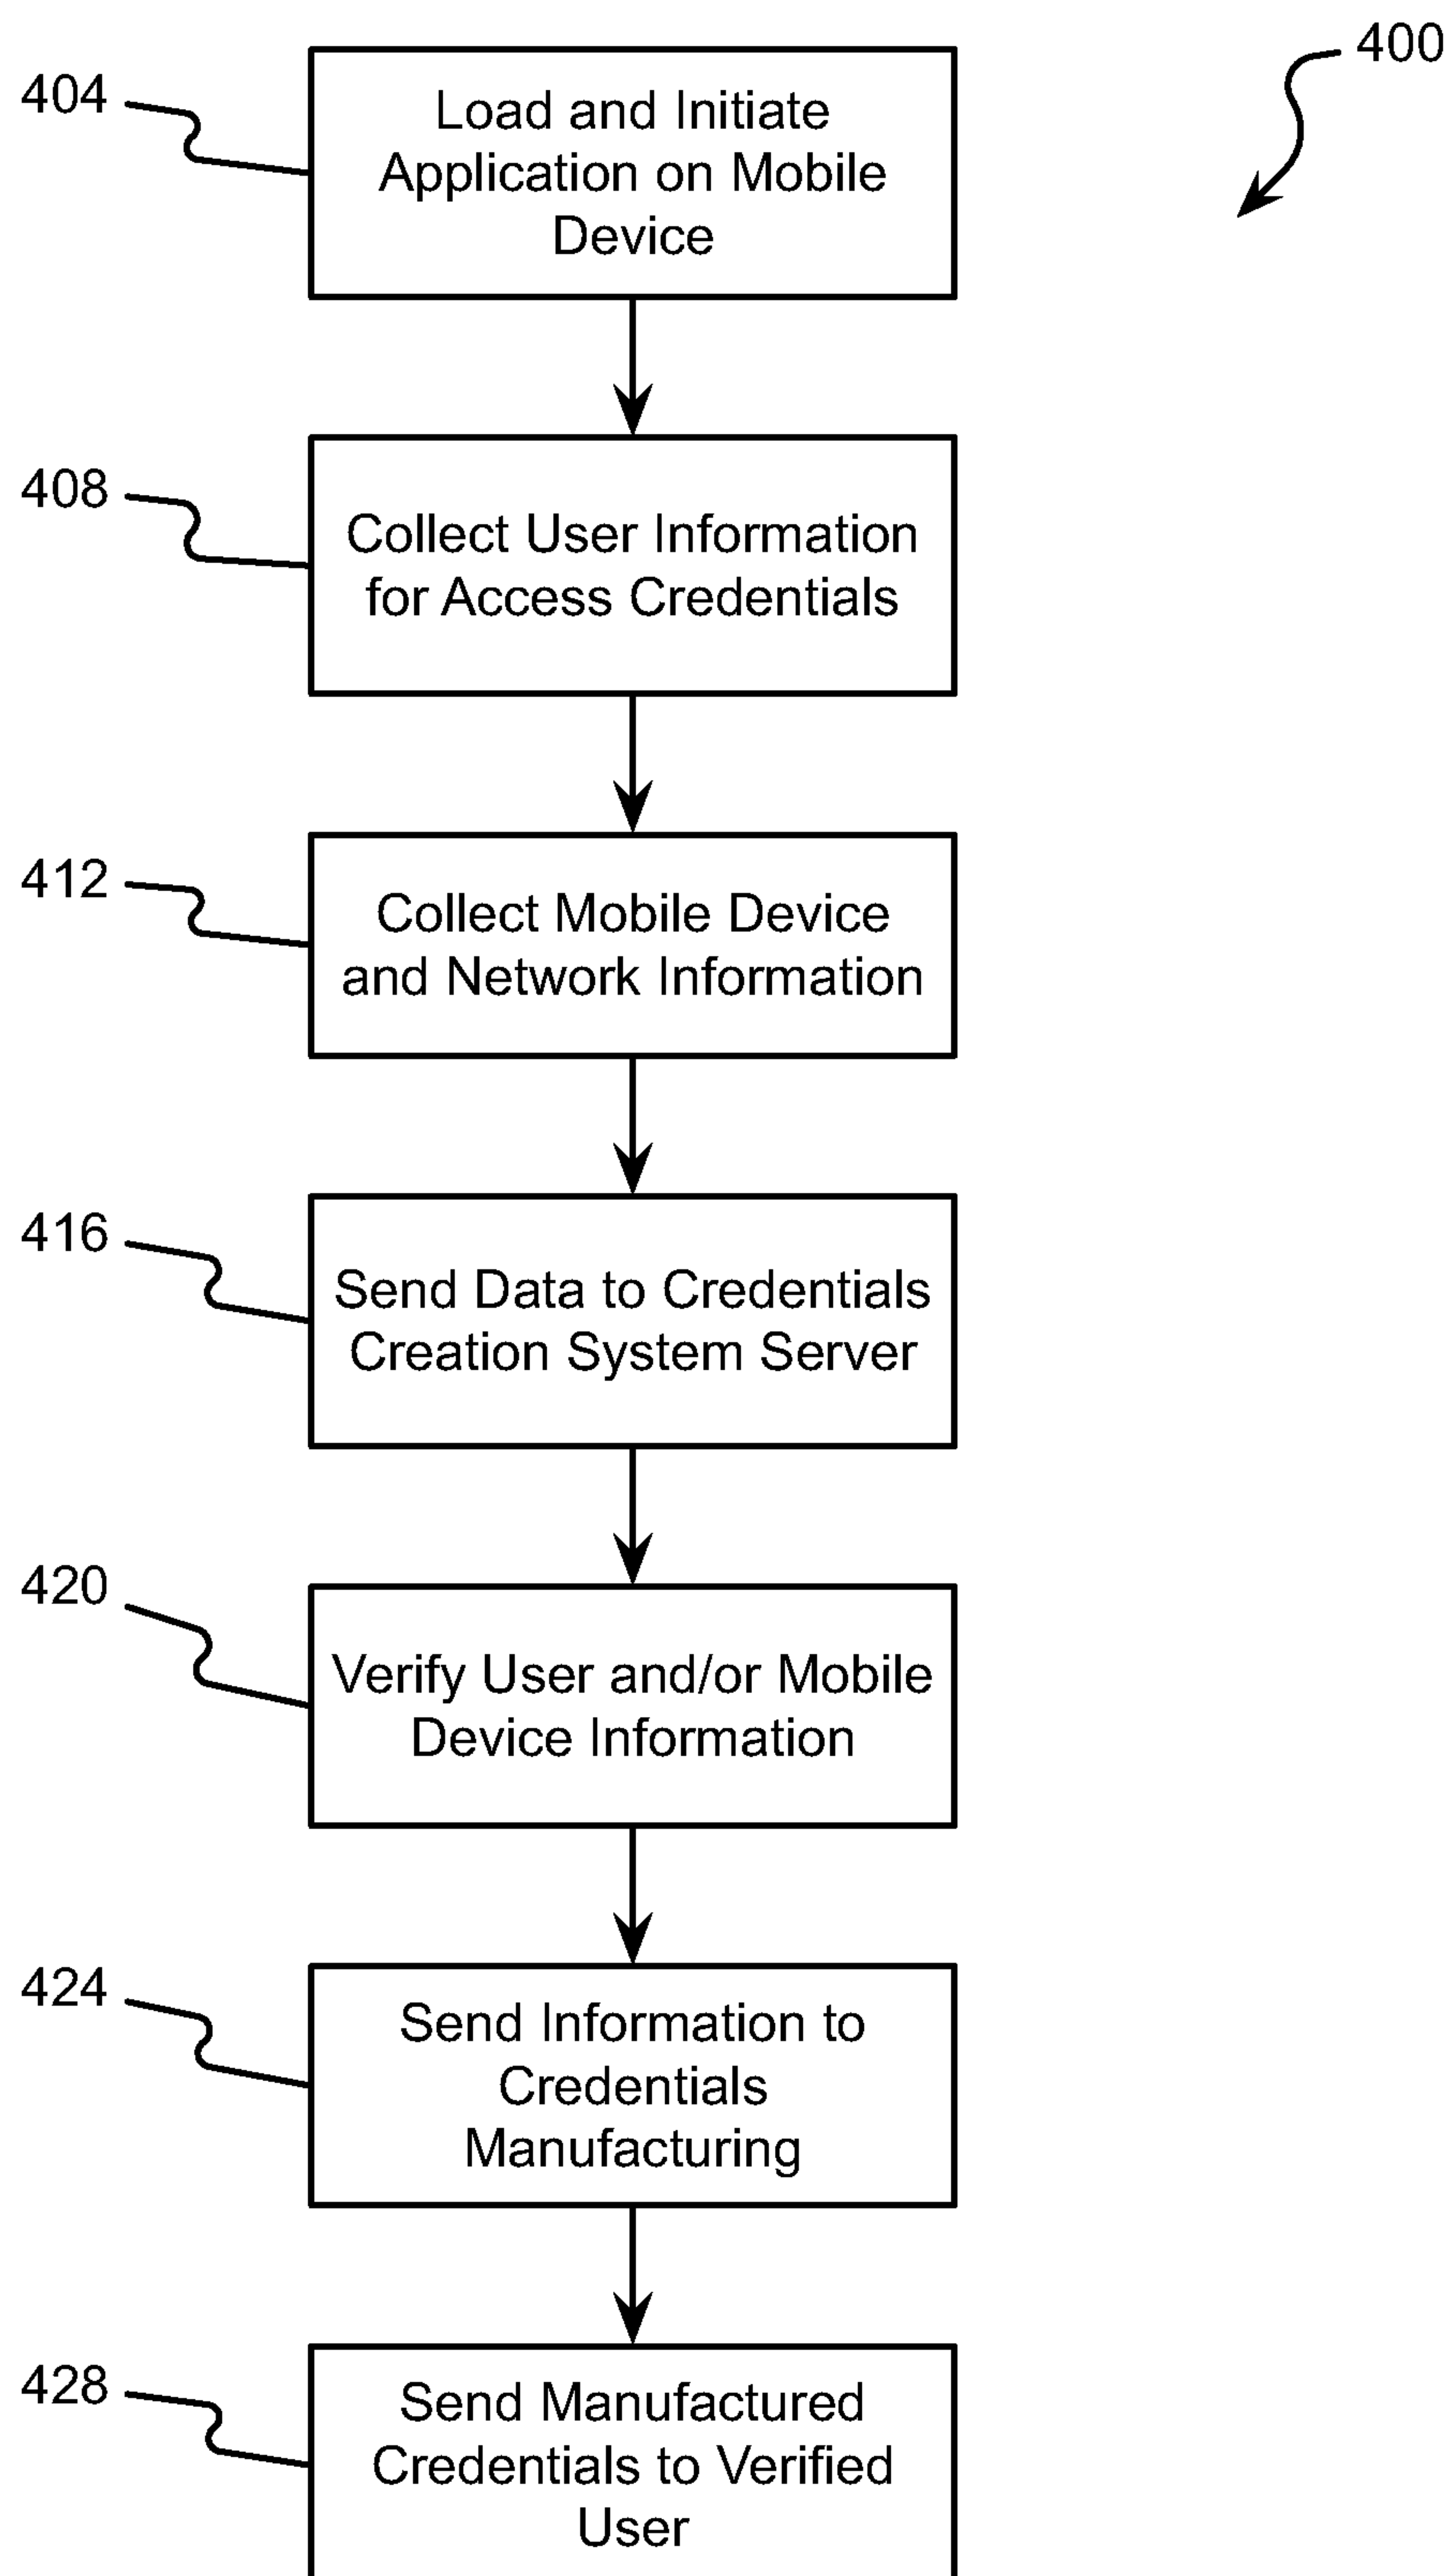 400
404
Load and Initiate
Application on Mobile
Device
408
Collect User Information
for Access Credentials
412
Collect Mobile Device
and Network Information
416
Send Data to Credentials
Creation System Server
420
Verify User and/or Mobile
Device Information
424
Send Information to
Credentials
Manufacturing
428
Send Manufactured
Credentials to Verified
User